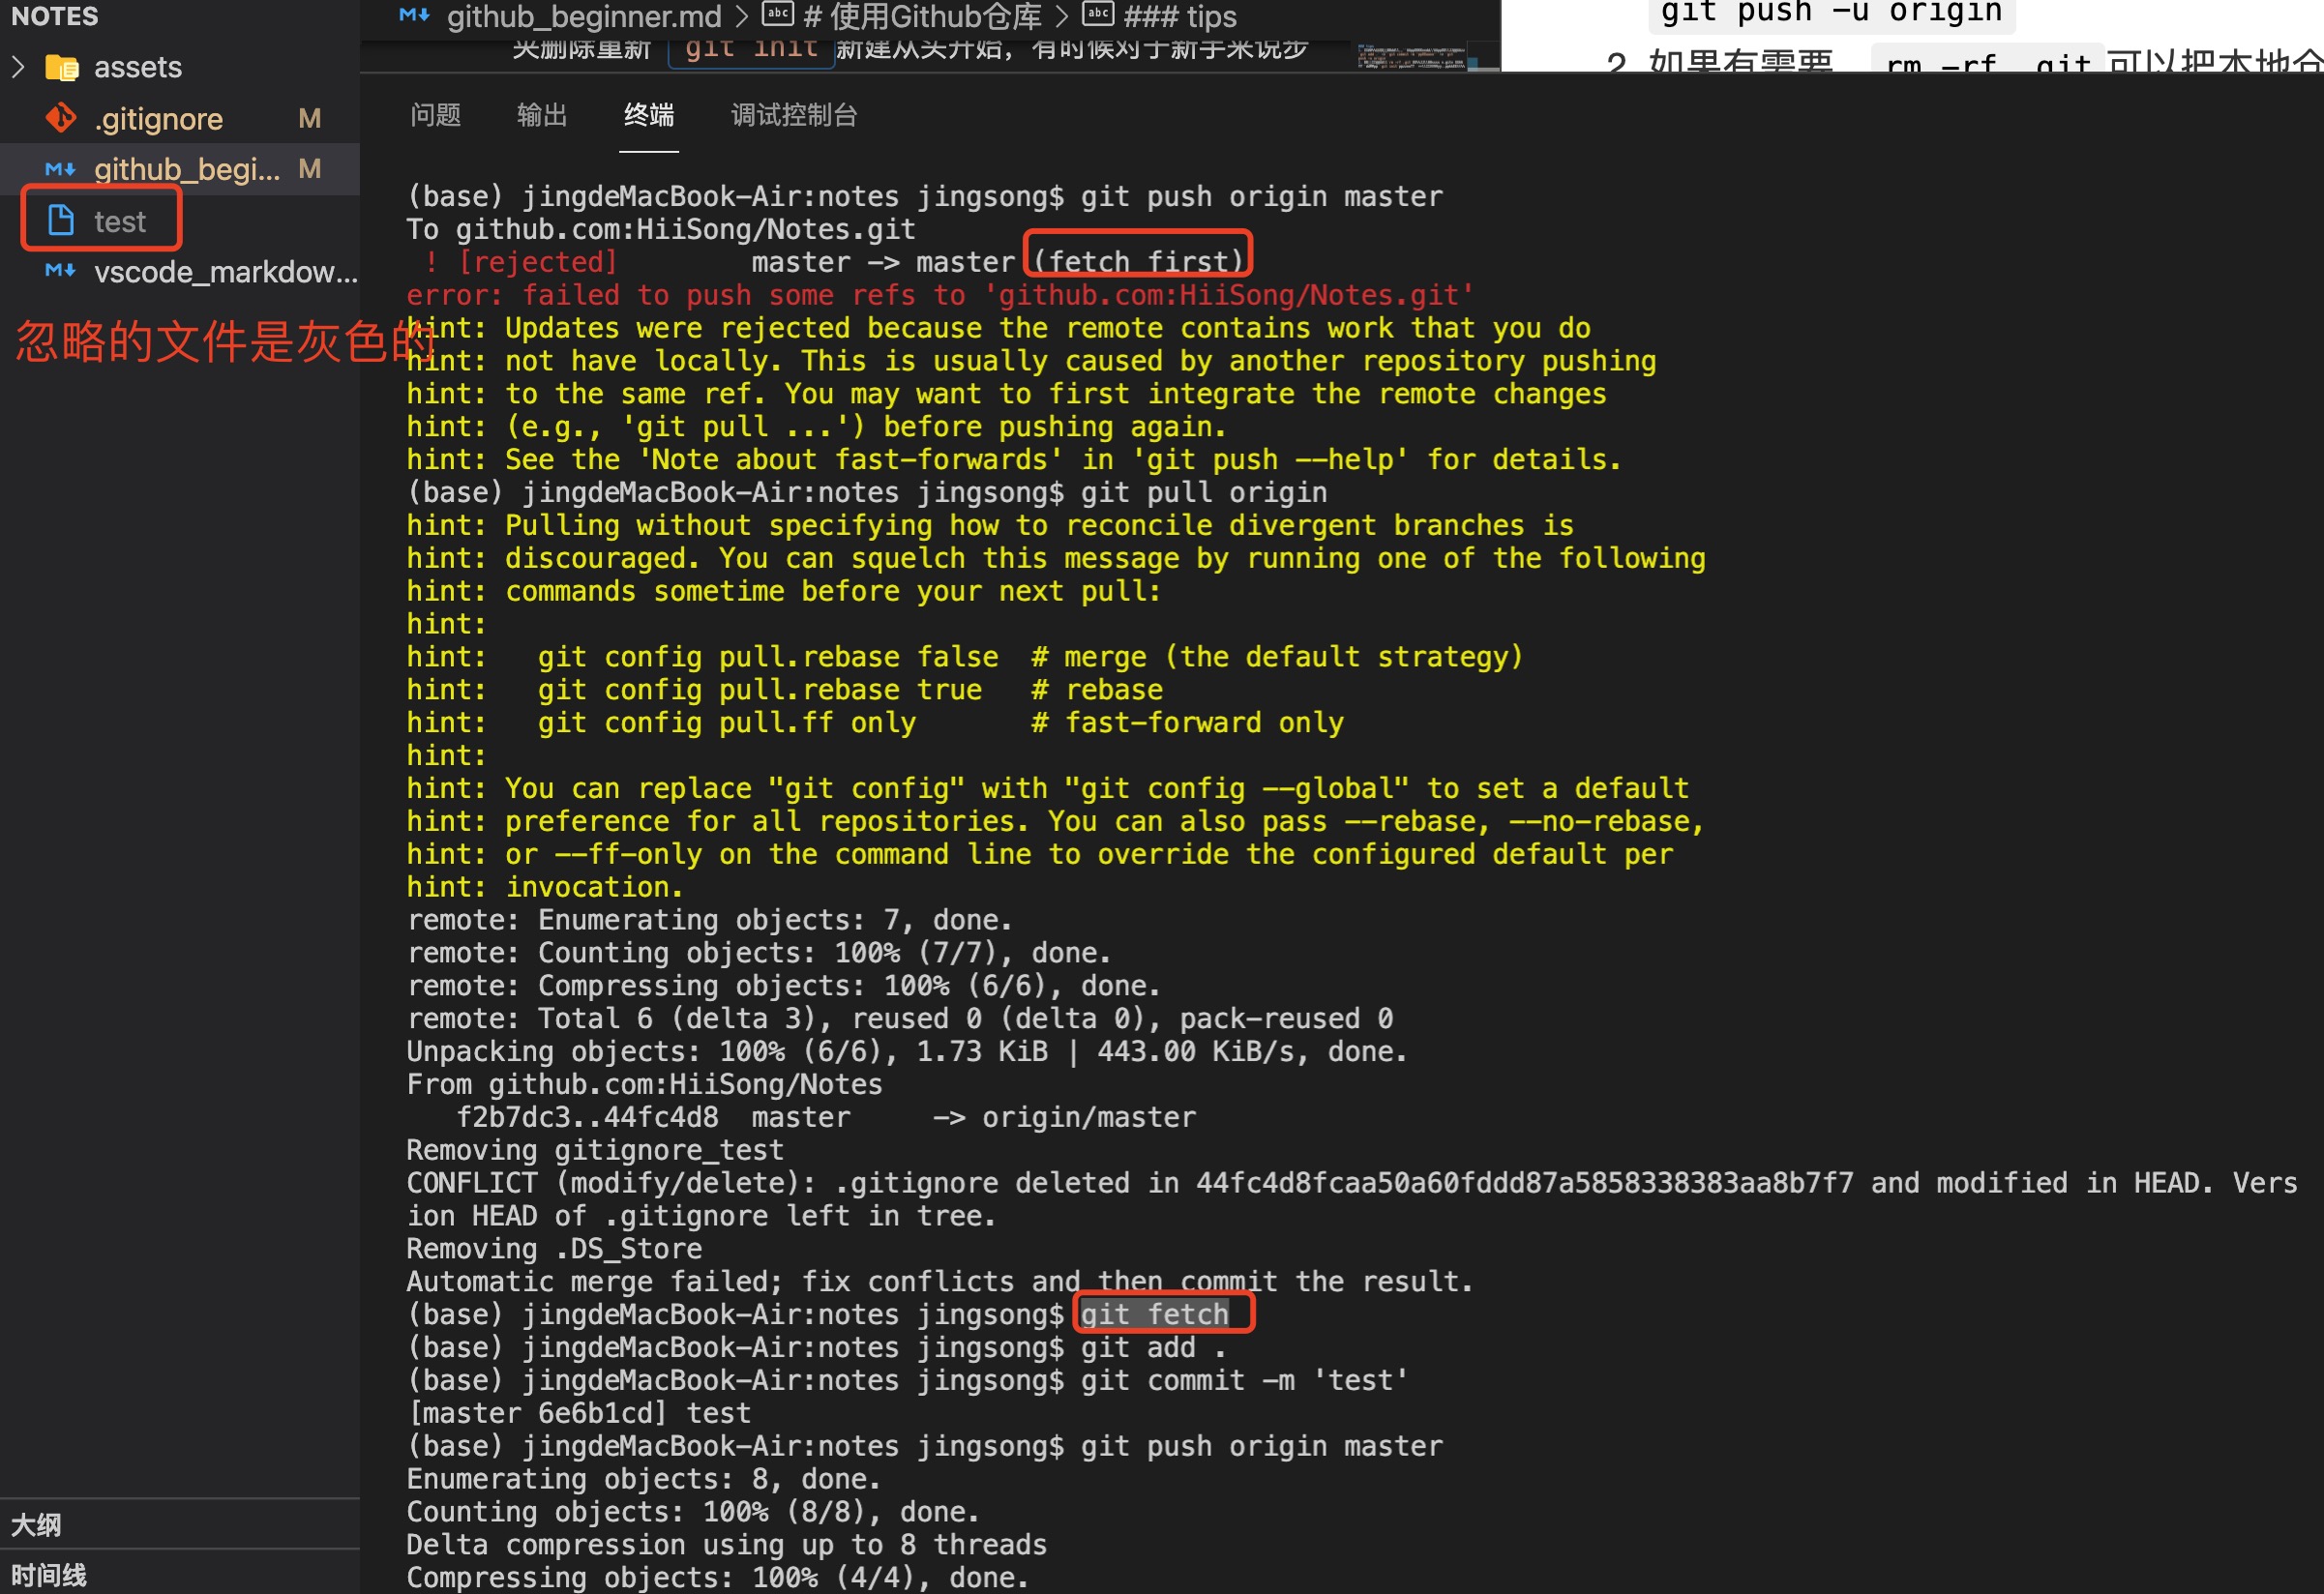 NOTES
assets
.gitignore M
github_begi... M
test
vscode_markdow...
忽略的文件是灰色的
大纲
时间线
github_beginner.md > # 使用Github仓库 > ### tips
夹删除重新 git init 新建从头开始，有时候对于新手来说步
git push -u origin
2. 如果有需要 rm -rf .git 可以把本地仓
问题 输出 终端 调试控制台
(base) jingdeMacBook-Air:notes jingsong$ git push origin master
To github.com:HiiSong/Notes.git
! [rejected] master -> master (fetch first)
error: failed to push some refs to 'github.com:HiiSong/Notes.git'
hint: Updates were rejected because the remote contains work that you do
hint: not have locally. This is usually caused by another repository pushing
hint: to the same ref. You may want to first integrate the remote changes
hint: (e.g., 'git pull ...') before pushing again.
hint: See the 'Note about fast-forwards' in 'git push --help' for details.
(base) jingdeMacBook-Air:notes jingsong$ git pull origin
hint: Pulling without specifying how to reconcile divergent branches is
hint: discouraged. You can squelch this message by running one of the following
hint: commands sometime before your next pull:
hint:
hint:   git config pull.rebase false  # merge (the default strategy)
hint:   git config pull.rebase true   # rebase
hint:   git config pull.ff only       # fast-forward only
hint:
hint: You can replace "git config" with "git config --global" to set a default
hint: preference for all repositories. You can also pass --rebase, --no-rebase,
hint: or --ff-only on the command line to override the configured default per
hint: invocation.
remote: Enumerating objects: 7, done.
remote: Counting objects: 100% (7/7), done.
remote: Compressing objects: 100% (6/6), done.
remote: Total 6 (delta 3), reused 0 (delta 0), pack-reused 0
Unpacking objects: 100% (6/6), 1.73 KiB | 443.00 KiB/s, done.
From github.com:HiiSong/Notes
f2b7dc3..44fc4d8  master     -> origin/master
Removing gitignore_test
CONFLICT (modify/delete): .gitignore deleted in 44fc4d8fcaa50a60fddd87a5858338383aa8b7f7 and modified in HEAD. Vers
ion HEAD of .gitignore left in tree.
Removing .DS_Store
Automatic merge failed; fix conflicts and then commit the result.
(base) jingdeMacBook-Air:notes jingsong$ git fetch
(base) jingdeMacBook-Air:notes jingsong$ git add .
(base) jingdeMacBook-Air:notes jingsong$ git commit -m 'test'
[master 6e6b1cd] test
(base) jingdeMacBook-Air:notes jingsong$ git push origin master
Enumerating objects: 8, done.
Counting objects: 100% (8/8), done.
Delta compression using up to 8 threads
Compressing objects: 100% (4/4), done.